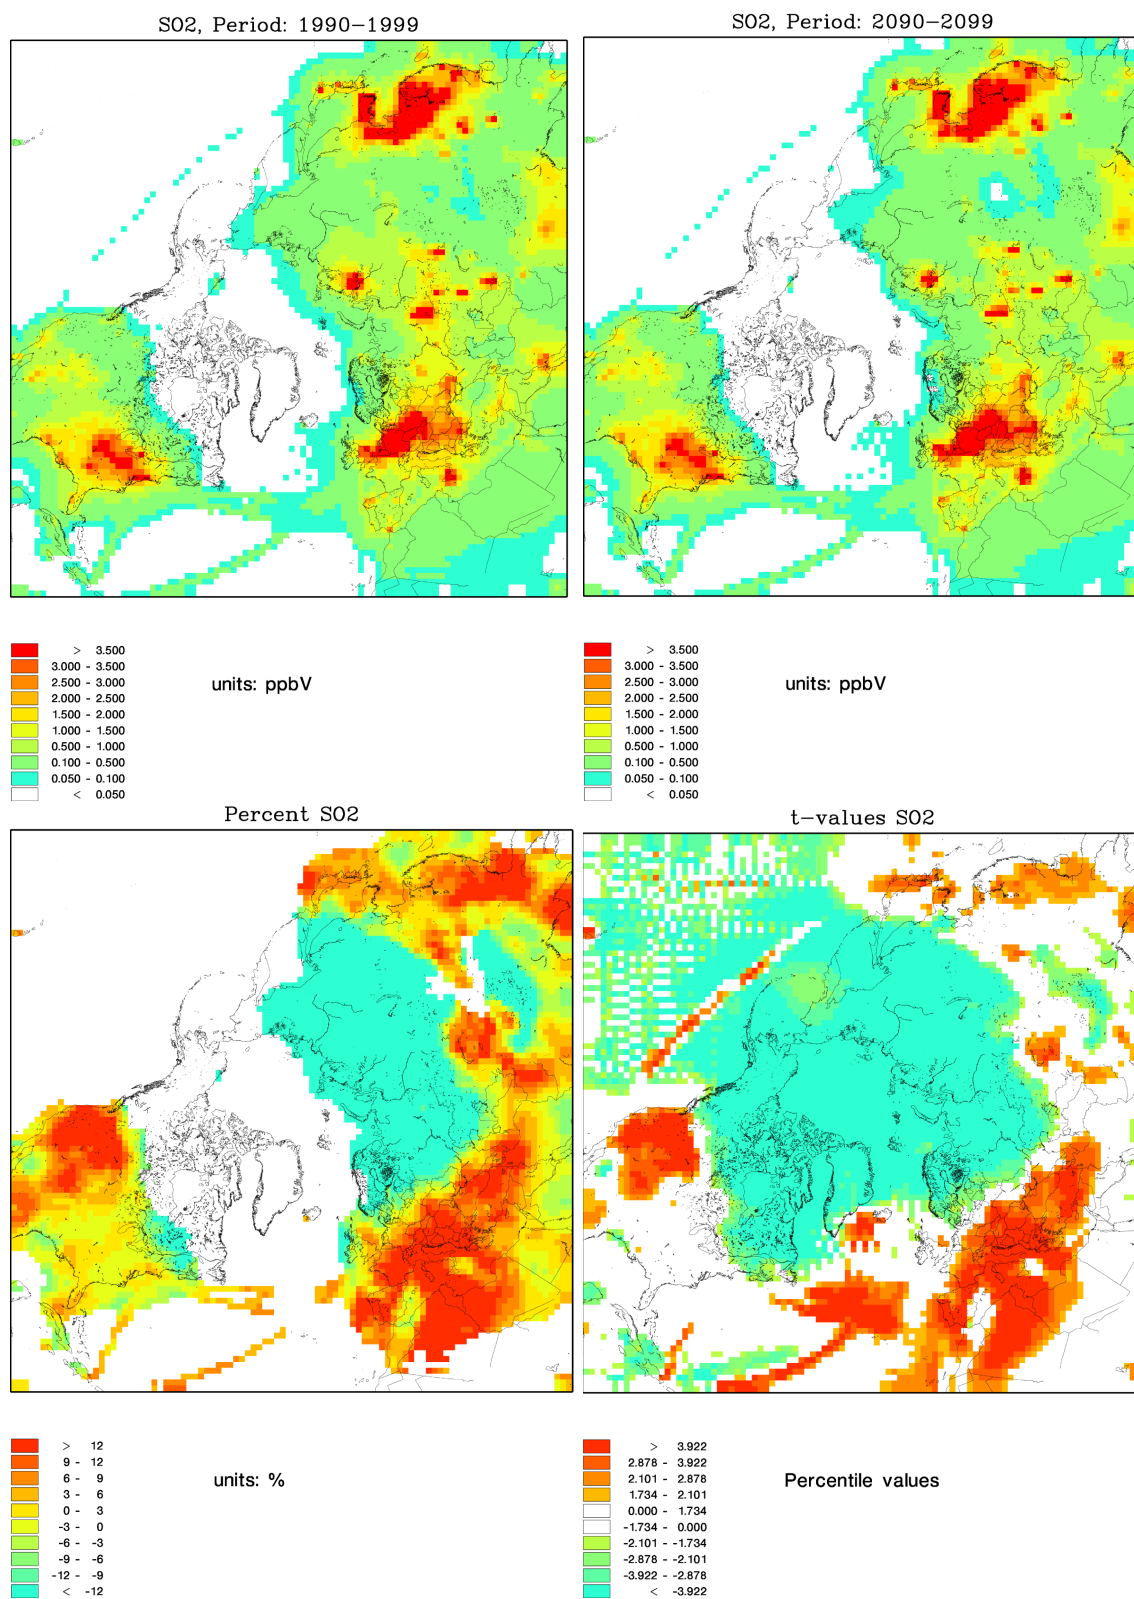 SO2, Period: 1990-1999
SO2, Period: 2090-2099
> 3.500
3.000 - 3.500
2.500 - 3.000
2.000 - 2.500
1.500 - 2.000
1.000 - 1.500
0.500 - 1.000
0.100 - 0.500
0.050 - 0.100
< 0.050
units: ppbV
> 3.500
3.000 - 3.500
2.500 - 3.000
2.000 - 2.500
1.500 - 2.000
1.000 - 1.500
0.500 - 1.000
0.100 - 0.500
0.050 - 0.100
< 0.050
units: ppbV
Percent SO2
t-values SO2
> 12
9 - 12
6 - 9
3 - 6
0 - 3
-3 - 0
-6 - -3
-9 - -6
-12 - -9
< -12
units: %
> 3.922
2.878 - 3.922
2.101 - 2.878
1.734 - 2.101
0.000 - 1.734
-1.734 - 0.000
-2.101 - -1.734
-2.878 - -2.101
-3.922 - -2.878
< -3.922
Percentile values